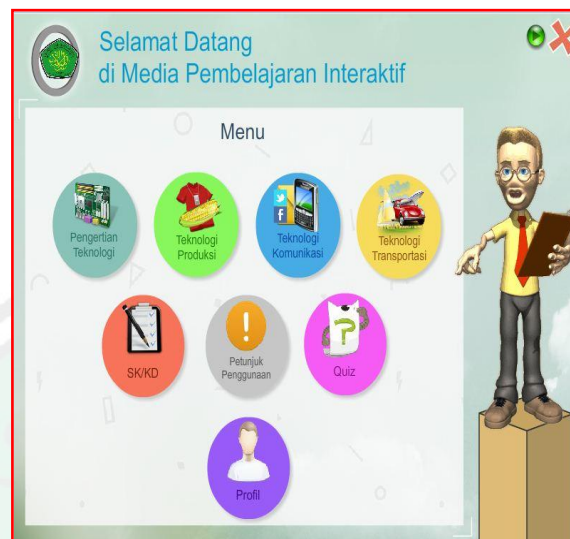 Selamat Datang
di Media Pembelajaran Interaktif
Menu
Pengertian
Teknologi
Teknologi
Produksi
Teknologi
Komunikasi
Teknologi
Transportasi
SK/KD
Petunjuk
Penggunaan
Quiz
Profil